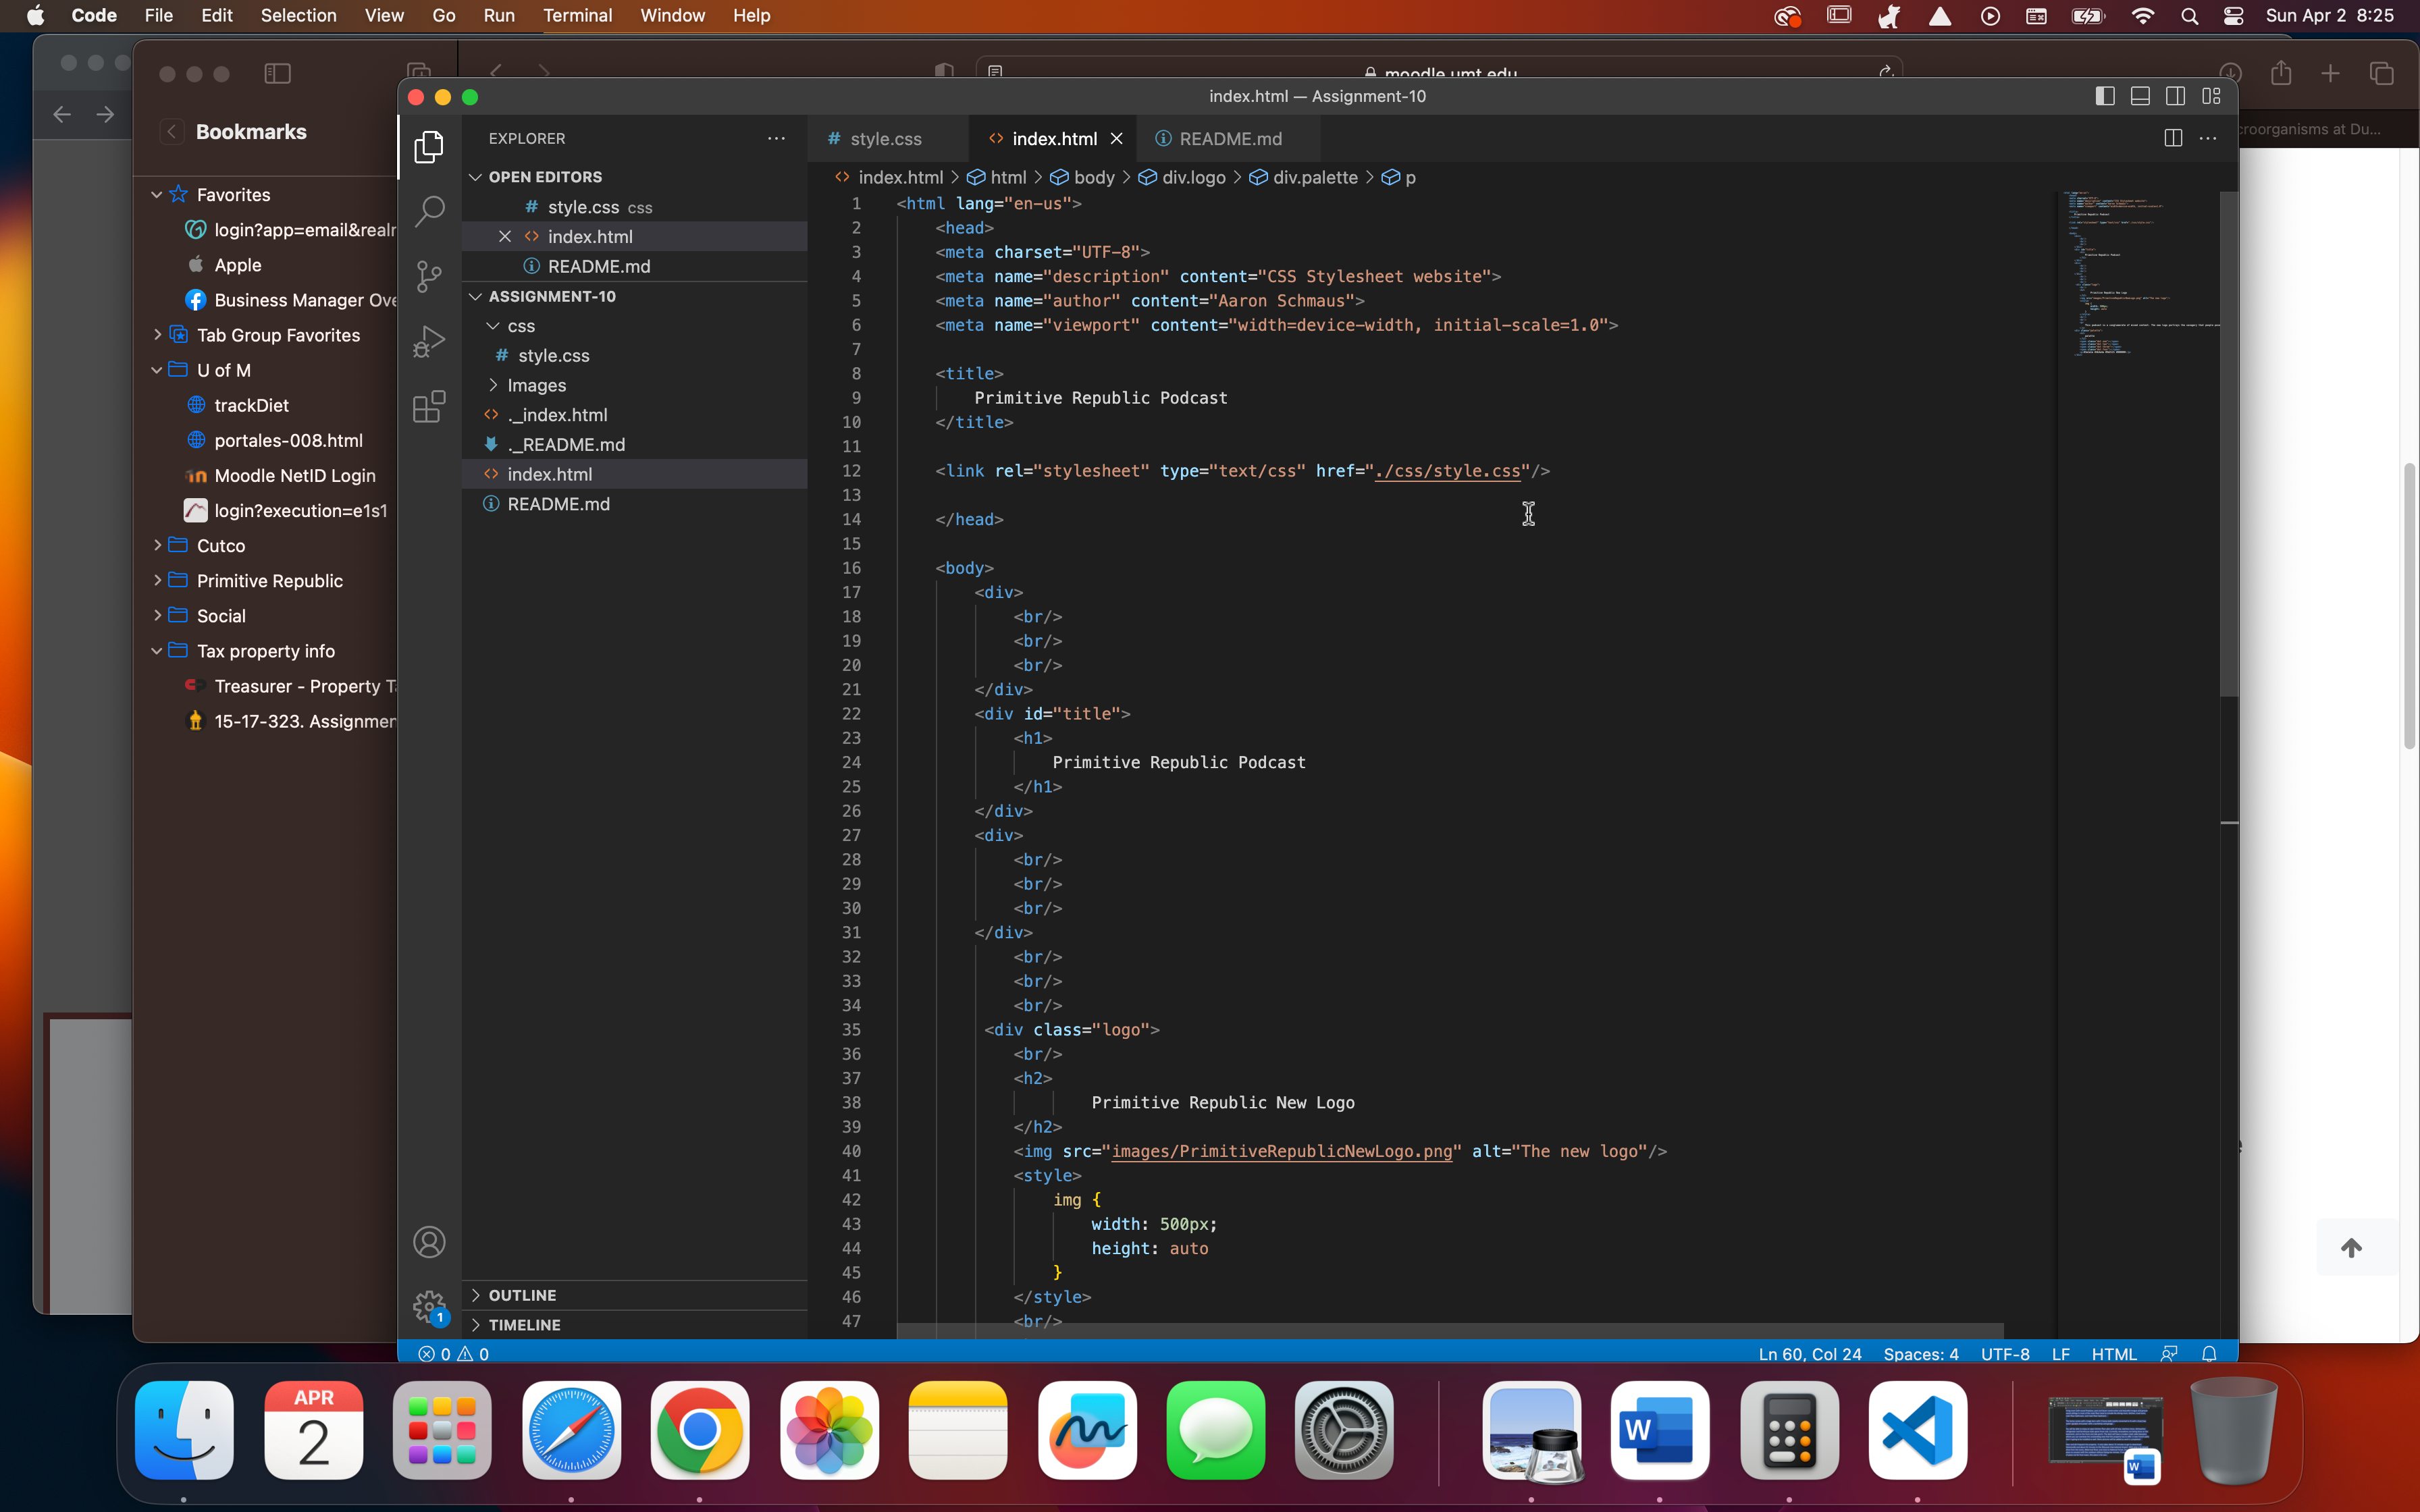 Code File Edit Selection View Go Run Terminal Window Help Sun Apr 2 8:25
moodle.umt.edu
index.html — Assignment-10
Bookmarks
Favorites
login?app=email&realr
Apple
Business Manager Ove
Tab Group Favorites
U of M
trackDiet
portales-008.html
Moodle NetID Login
login?execution=e1s1
Cutco
Primitive Republic
Social
Tax property info
Treasurer - Property Ta
15-17-323. Assignmen
croorganisms at Du...
EXPLORER
OPEN EDITORS
# style.css css
index.html
README.md
ASSIGNMENT-10
css
# style.css
Images
._index.html
._README.md
index.html
README.md
OUTLINE
TIMELINE
# style.css index.html README.md
index.html > html > body > div.logo > div.palette > p
1 <html lang="en-us">
2 <head>
3 <meta charset="UTF-8">
4 <meta name="description" content="CSS Stylesheet website">
5 <meta name="author" content="Aaron Schmaus">
6 <meta name="viewport" content="width=device-width, initial-scale=1.0">
7
8 <title>
9 Primitive Republic Podcast
10 </title>
11
12 <link rel="stylesheet" type="text/css" href="./css/style.css"/>
13
14 </head>
15
16 <body>
17 <div>
18 <br/>
19 <br/>
20 <br/>
21 </div>
22 <div id="title">
23 <h1>
24 Primitive Republic Podcast
25 </h1>
26 </div>
27 <div>
28 <br/>
29 <br/>
30 <br/>
31 </div>
32 <br/>
33 <br/>
34 <br/>
35 <div class="logo">
36 <br/>
37 <h2>
38 Primitive Republic New Logo
39 </h2>
40 <img src="images/PrimitiveRepublicNewLogo.png" alt="The new logo"/>
41 <style>
42 img {
43 width: 500px;
44 height: auto
45 }
46 </style>
47 <br/>
1
0 0
Ln 60, Col 24 Spaces: 4 UTF-8 LF HTML
APR
2
W
W